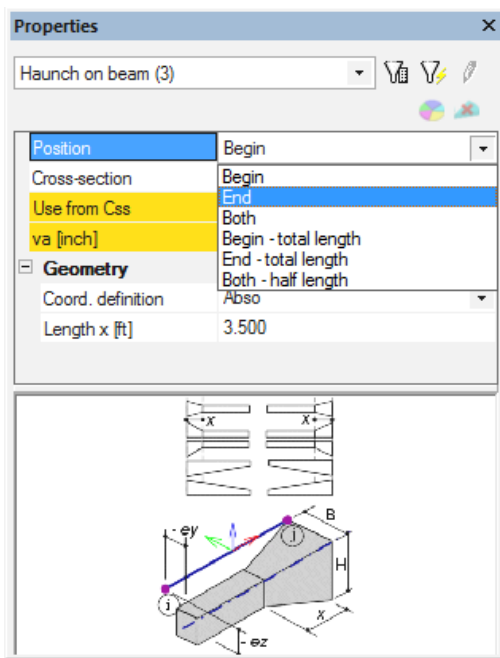 Properties
Haunch on beam (3)
Position Begin
Cross-section Begin
End
Use from Css
Both
va [inch] Begin - total length
End - total length
Geometry
Both - half length
Coord. definition Abso
Length x [ft] 3.500
x x
B
ey
j
H
i
x
ez